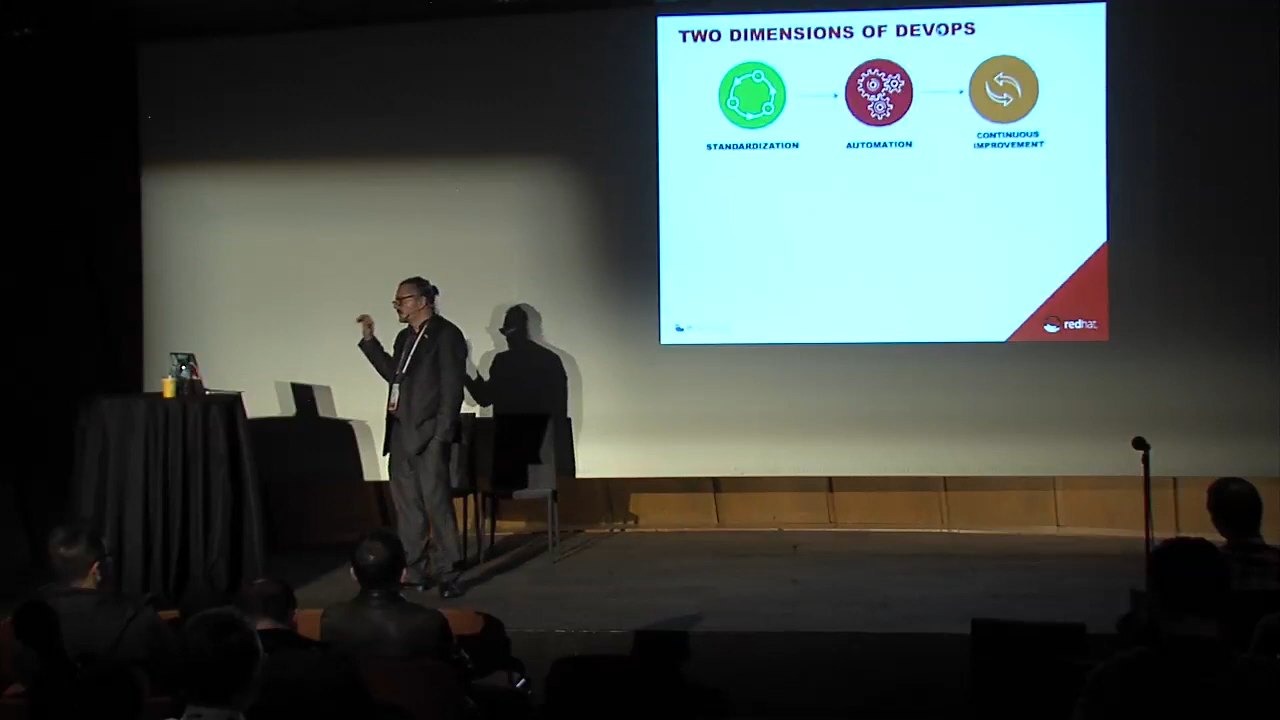 TWO DIMENSIONS OF DEVOPS
STANDARDIZATION
AUTOMATION
CONTINUOUS
IMPROVEMENT
redhat.